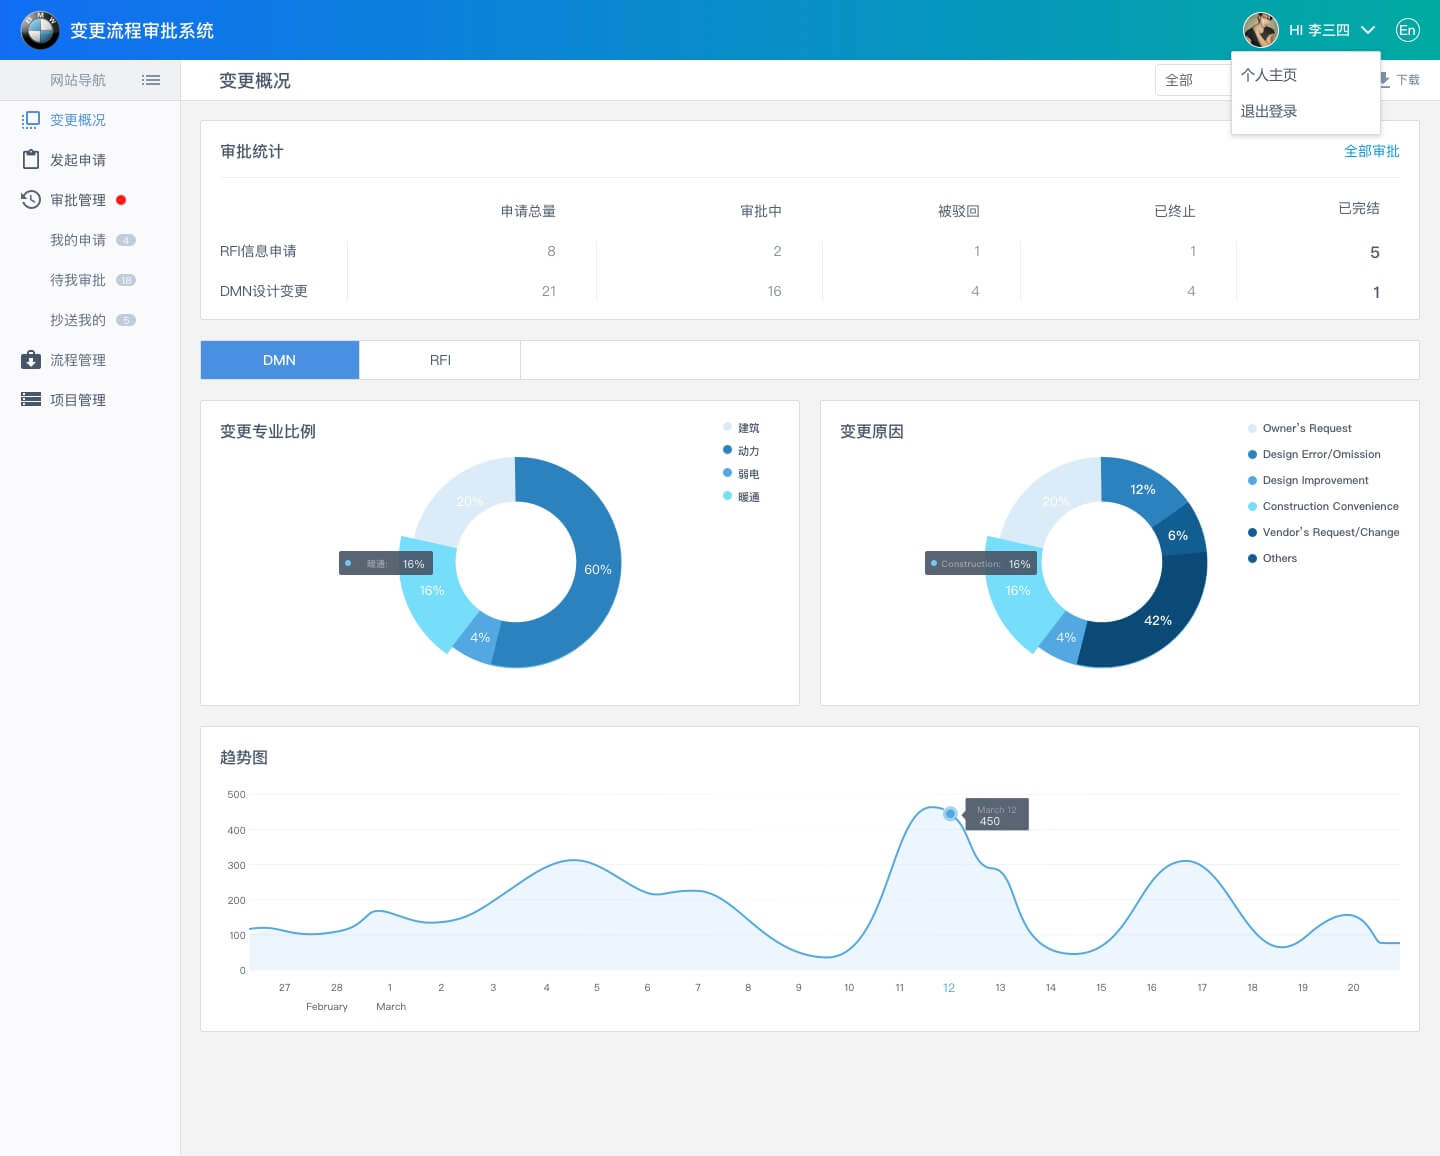 BMW
变更流程审批系统
HI 李三四
En
网站导航
变更概况
全部
下载
个人主页
退出登录
变更概况
发起申请
审批管理
我的申请 4
待我审批 18
抄送我的 5
流程管理
项目管理
审批统计
全部审批
申请总量 审批中 被驳回 已终止 已完结
RFI信息申请 8 2 1 1 5
DMN设计变更 21 16 4 4 1
DMN RFI
变更专业比例
建筑
动力
弱电
暖通
20%
60%
暖通: 16%
16%
4%
变更原因
Owner's Request
Design Error/Omission
Design Improvement
Construction Convenience
Vendor's Request/Change
Others
20%
12%
6%
Construction: 16%
16%
42%
4%
趋势图
500
400
300
200
100
0
March 12
450
27 28 1 2 3 4 5 6 7 8 9 10 11 12 13 14 15 16 17 18 19 20
February March